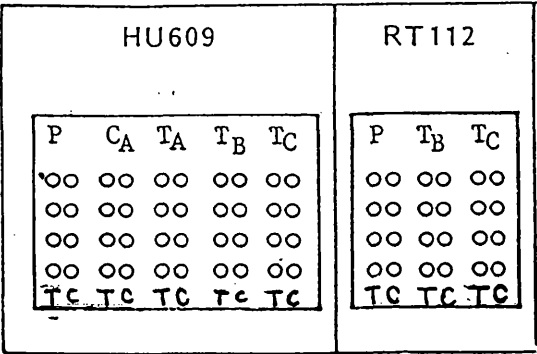 HU609 RT112
P C_A T_A T_B T_C P T_B T_C
TC TC TC TC TC TC TC TC